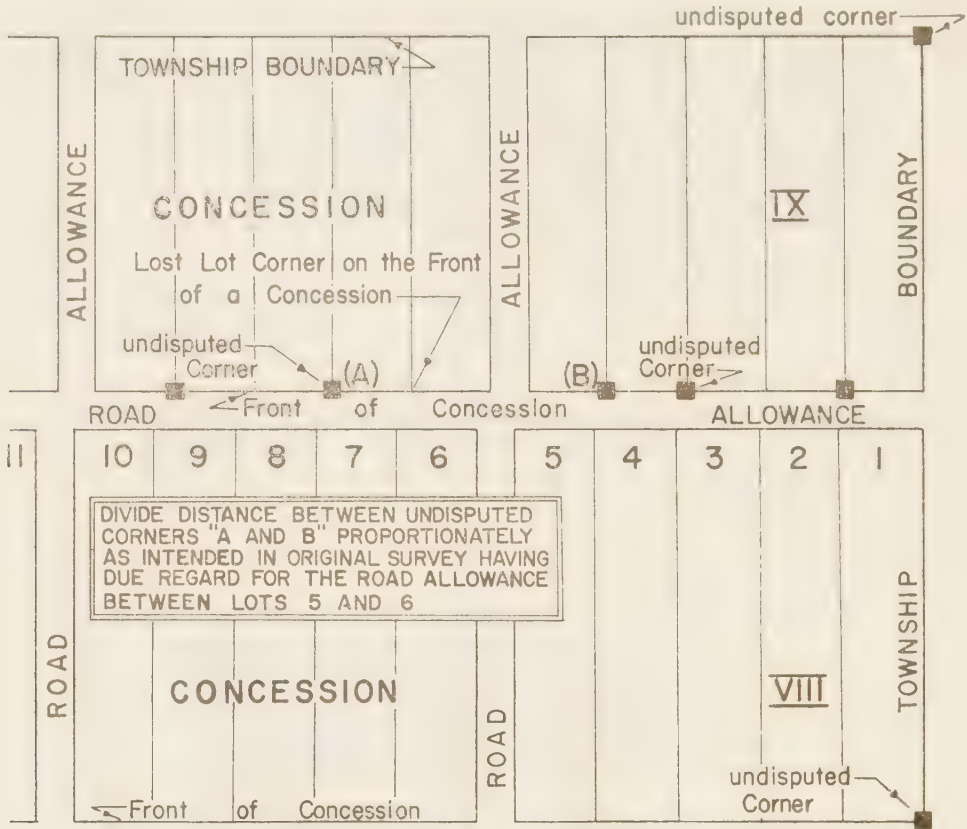 undisputed corner
TOWNSHIP BOUNDARY
ALLOWANCE
ALLOWANCE
BOUNDARY
CONCESSION
IX
Lost Lot Corner on the Front
of a Concession
undisputed
Corner
(A)
(B)
undisputed
Corner
Front of Concession
ROAD
ALLOWANCE
11
10 9 8 7 6 5 4 3 2 1
DIVIDE DISTANCE BETWEEN UNDISPUTED
CORNERS "A AND B" PROPORTIONATELY
AS INTENDED IN ORIGINAL SURVEY HAVING
DUE REGARD FOR THE ROAD ALLOWANCE
BETWEEN LOTS 5 AND 6
ROAD
CONCESSION
ROAD
VIII
TOWNSHIP
undisputed
Corner
Front of Concession